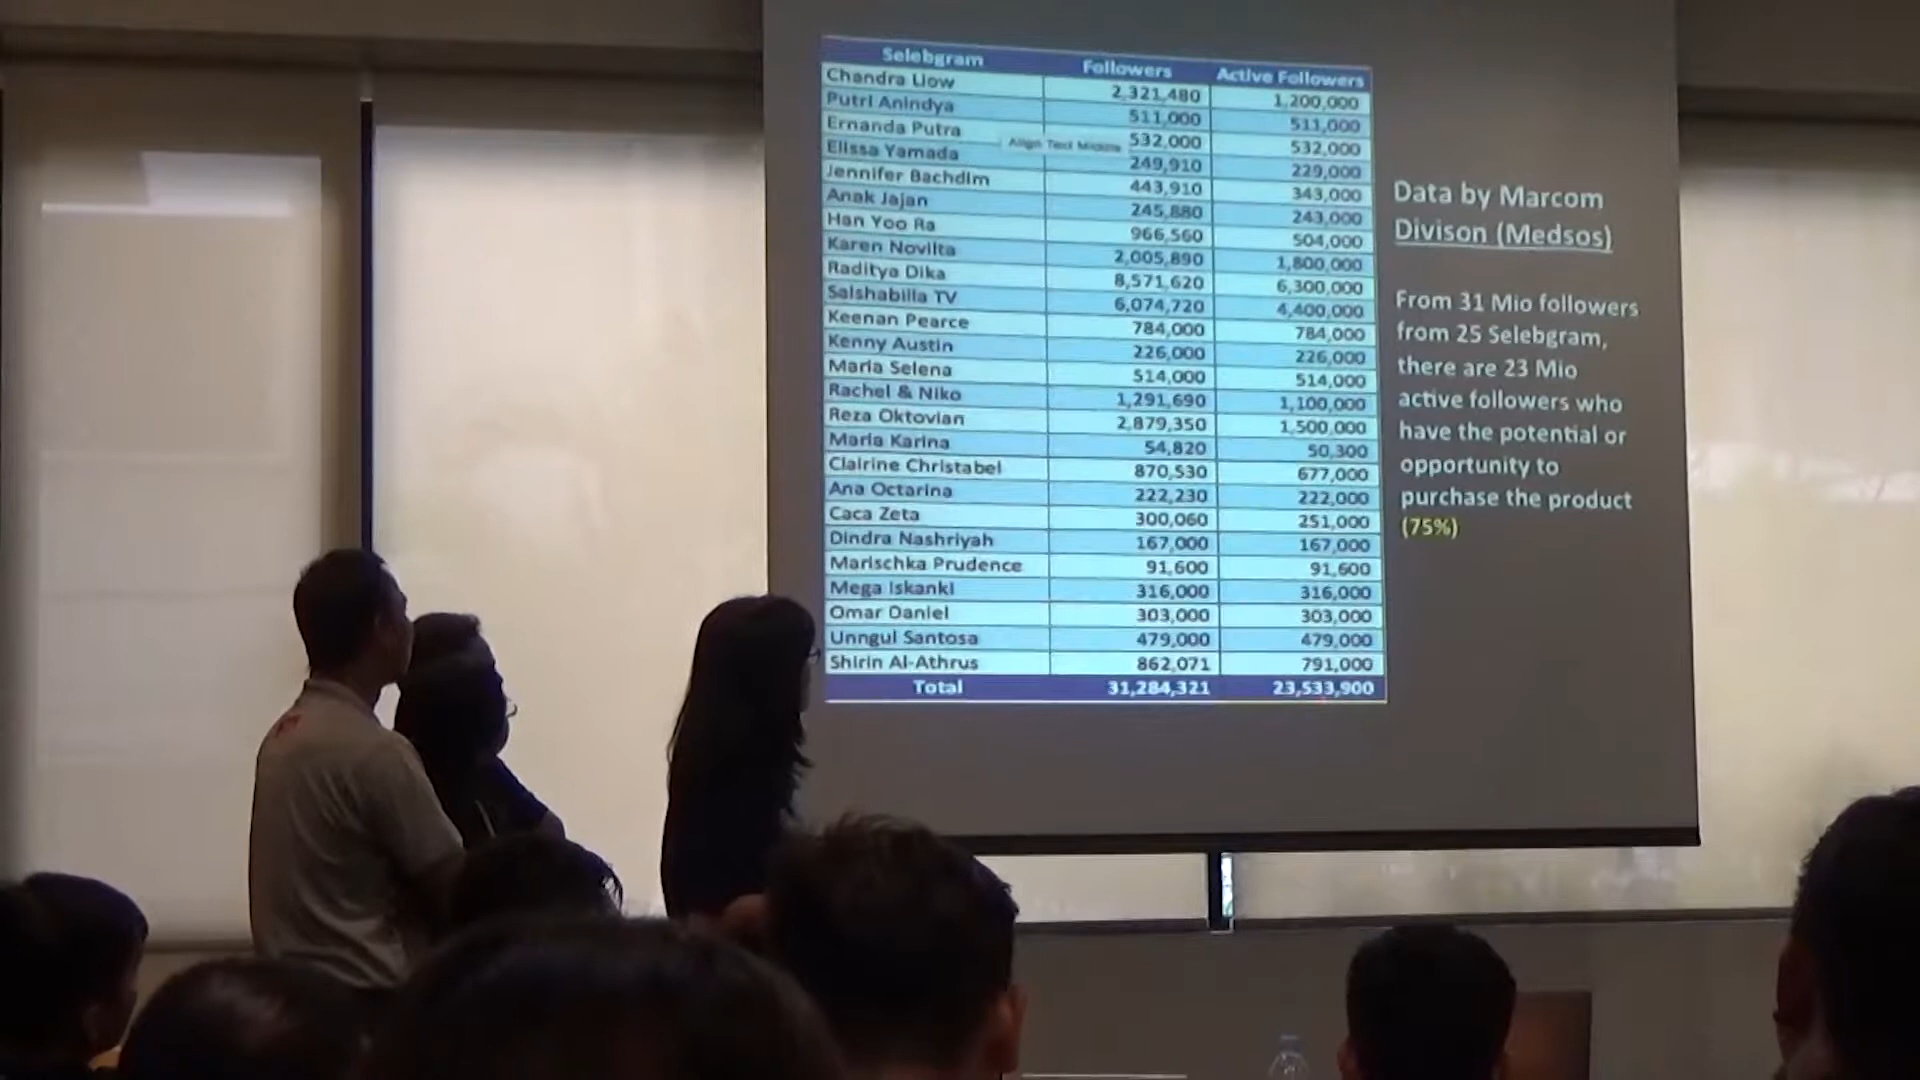 Selebgram Followers Active Followers
Chandra Liow 2,321,480 1,200,000
Putri Anindya 511,000 511,000
Ernanda Putra 532,000 532,000
Align Text Middle
Elissa Yamada 249,910 229,000
Jennifer Bachdim 443,910 343,000
Anak Jajan 245,880 243,000
Han Yoo Ra 966,560 504,000
Karen Novilta 2,005,890 1,800,000
Raditya Dika 8,571,620 6,300,000
Salshabilla TV 6,074,720 4,400,000
Keenan Pearce 784,000 784,000
Kenny Austin 226,000 226,000
Maria Selena 514,000 514,000
Rachel & Niko 1,291,690 1,100,000
Reza Oktovian 2,879,350 1,500,000
Maria Karina 54,820 50,300
Clairine Christabel 870,530 677,000
Ana Octarina 222,230 222,000
Caca Zeta 300,060 251,000
Dindra Nashriyah 167,000 167,000
Marischka Prudence 91,600 91,600
Mega Iskanki 316,000 316,000
Omar Daniel 303,000 303,000
Unngul Santosa 479,000 479,000
Shirin Al-Athrus 862,071 791,000
Total 31,284,321 23,533,900
Data by Marcom
Divison (Medsos)
From 31 Mio followers
from 25 Selebgram,
there are 23 Mio
active followers who
have the potential or
opportunity to
purchase the product
(75%)